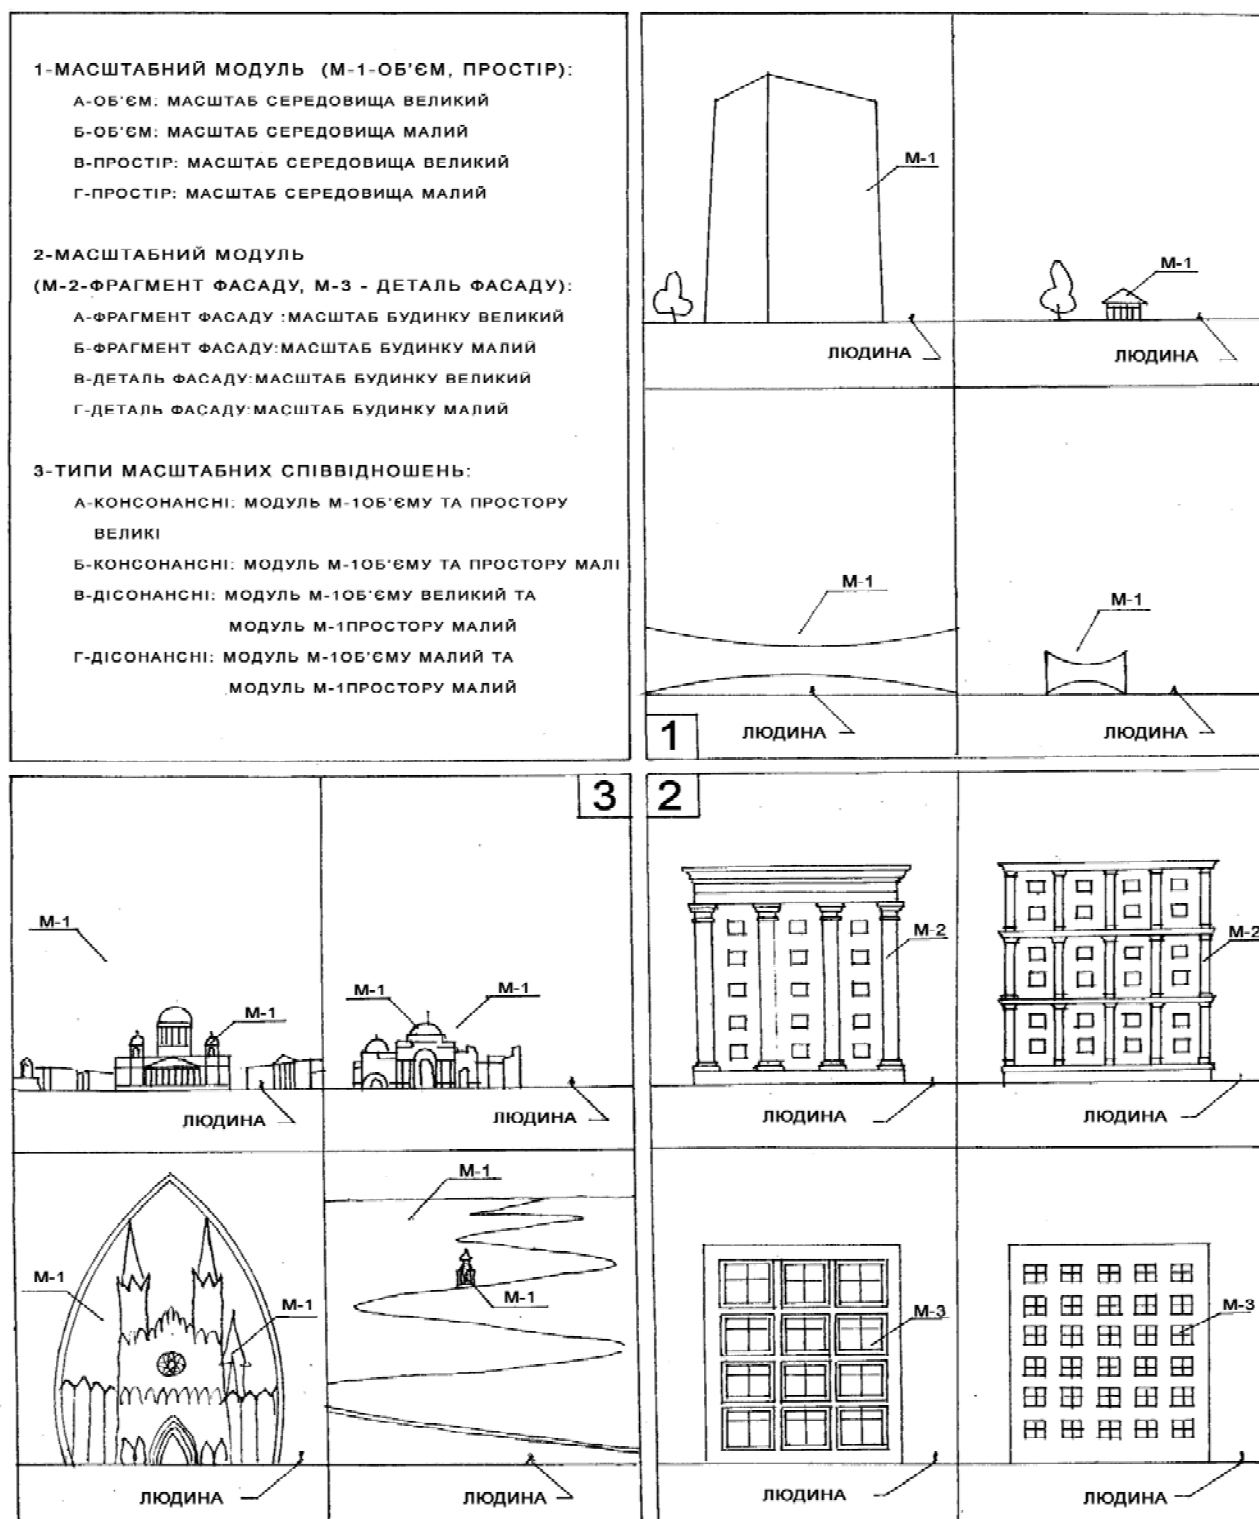 1-МАСШТАБНИЙ МОДУЛЬ (М-1-ОБ'ЄМ, ПРОСТІР):
А-ОБ'ЄМ: МАСШТАБ СЕРЕДОВИЩА ВЕЛИКИЙ
Б-ОБ'ЄМ: МАСШТАБ СЕРЕДОВИЩА МАЛИЙ
В-ПРОСТІР: МАСШТАБ СЕРЕДОВИЩА ВЕЛИКИЙ
Г-ПРОСТІР: МАСШТАБ СЕРЕДОВИЩА МАЛИЙ
2-МАСШТАБНИЙ МОДУЛЬ
(М-2-ФРАГМЕНТ ФАСАДУ, М-3 - ДЕТАЛЬ ФАСАДУ):
А-ФРАГМЕНТ ФАСАДУ :МАСШТАБ БУДИНКУ ВЕЛИКИЙ
Б-ФРАГМЕНТ ФАСАДУ:МАСШТАБ БУДИНКУ МАЛИЙ
В-ДЕТАЛЬ ФАСАДУ:МАСШТАБ БУДИНКУ ВЕЛИКИЙ
Г-ДЕТАЛЬ ФАСАДУ:МАСШТАБ БУДИНКУ МАЛИЙ
3-ТИПИ МАСШТАБНИХ СПІВВІДНОШЕНЬ:
А-КОНСОНАНСНІ: МОДУЛЬ М-1ОБ'ЄМУ ТА ПРОСТОРУ
ВЕЛИКІ
Б-КОНСОНАНСНІ: МОДУЛЬ М-1ОБ'ЄМУ ТА ПРОСТОРУ МАЛІ
В-ДІСОНАНСНІ: МОДУЛЬ М-1ОБ'ЄМУ ВЕЛИКИЙ ТА
МОДУЛЬ М-1ПРОСТОРУ МАЛИЙ
Г-ДІСОНАНСНІ: МОДУЛЬ М-1ОБ'ЄМУ МАЛИЙ ТА
МОДУЛЬ М-1ПРОСТОРУ МАЛИЙ
М-1
ЛЮДИНА
М-1
ЛЮДИНА
М-1
ЛЮДИНА
М-1
ЛЮДИНА
1
3
М-1
М-1
ЛЮДИНА
М-1
М-1
ЛЮДИНА
М-1
М-1
ЛЮДИНА
М-1
М-1
ЛЮДИНА
2
М-2
ЛЮДИНА
М-2
ЛЮДИНА
М-3
ЛЮДИНА
М-3
ЛЮДИНА